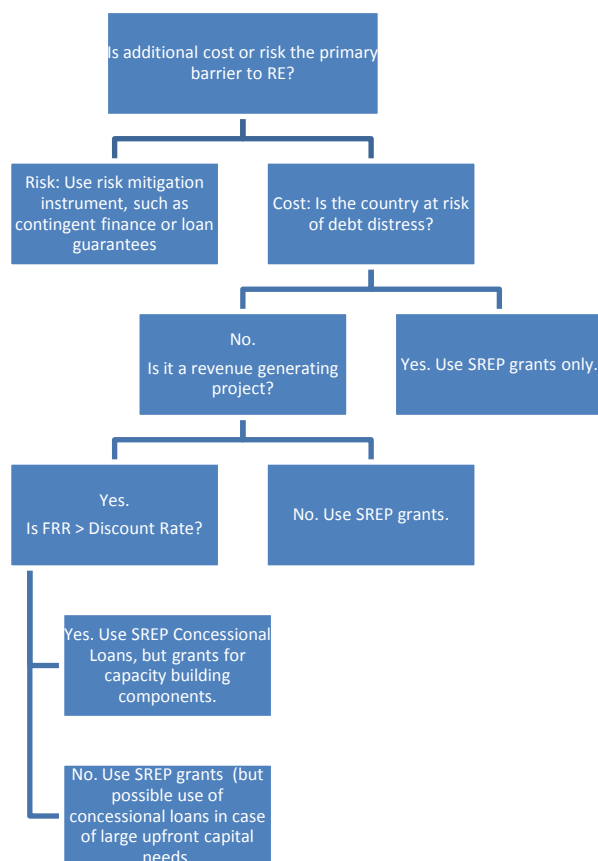 Is additional cost or risk the primary
barrier to RE?
Risk: Use risk mitigation
instrument, such as
contingent finance or loan
guarantees
Cost: Is the country at risk
of debt distress?
No.
Is it a revenue generating
project?
Yes. Use SREP grants only.
Yes.
Is FRR > Discount Rate?
No. Use SREP grants.
Yes. Use SREP Concessional
Loans, but grants for
capacity building
components.
No. Use SREP grants (but
possible use of
concessional loans in case
of large upfront capital
needs